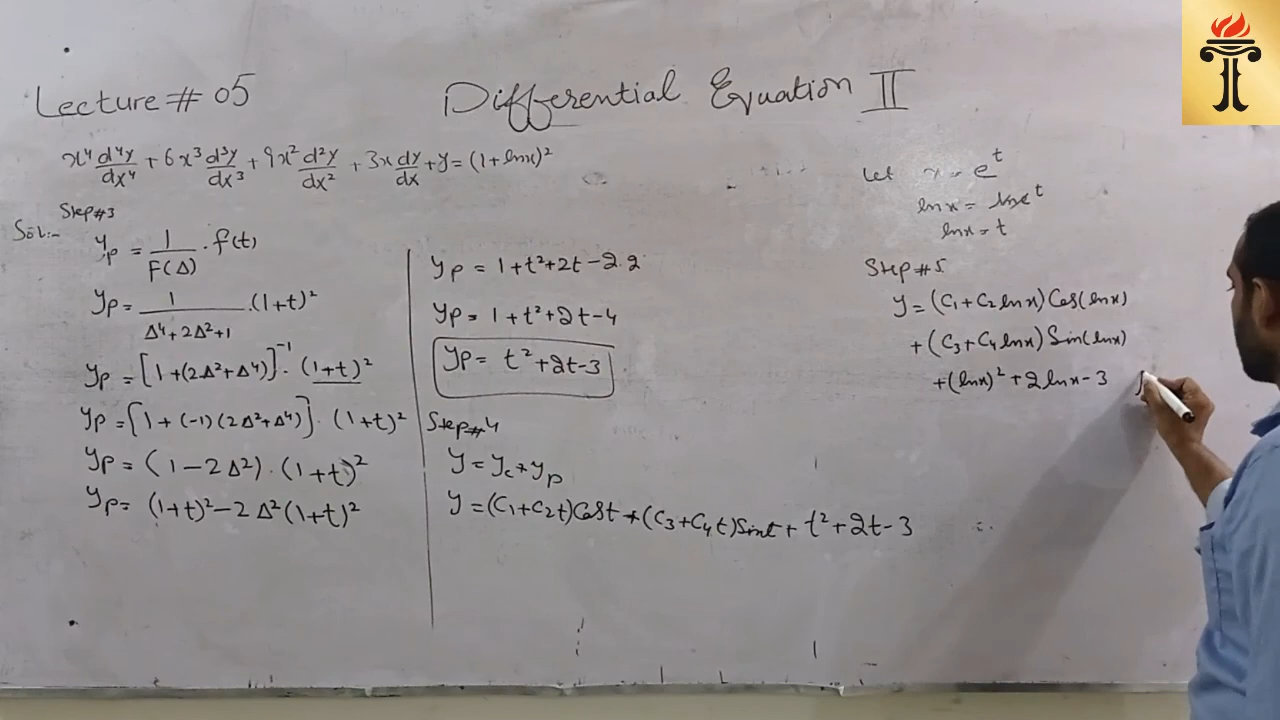 Lecture # 05
Differential Equation II
x⁴ d⁴y/dx⁴ + 6x³ d³y/dx³ + 9x² d²y/dx² + 3x dy/dx + y = (1+lnx)²
Step#3
Sol:-
yp = 1/F(Δ) . f(t)
yp = 1/(Δ⁴+2Δ²+1) . (1+t)²
yp = [1+(2Δ²+Δ⁴)]⁻¹ . (1+t)²
yp = [1+(-1)(2Δ²+Δ⁴)] . (1+t)²
yp = (1-2Δ²) . (1+t)²
yp = (1+t)² - 2Δ²(1+t)²
yp = 1+t²+2t-2.2
yp = 1+t²+2t-4
yp = t²+2t-3
Step#4
y = yc + yp
y = (C₁+C₂t)Cost + (C₃+C₄t)Sint + t²+2t-3
Let x = eᵗ
lnx = lneᵗ
lnx = t
Step#5
y = (C₁+C₂lnx)Cos(lnx)
+ (C₃+C₄lnx)Sin(lnx)
+ (lnx)² + 2lnx - 3